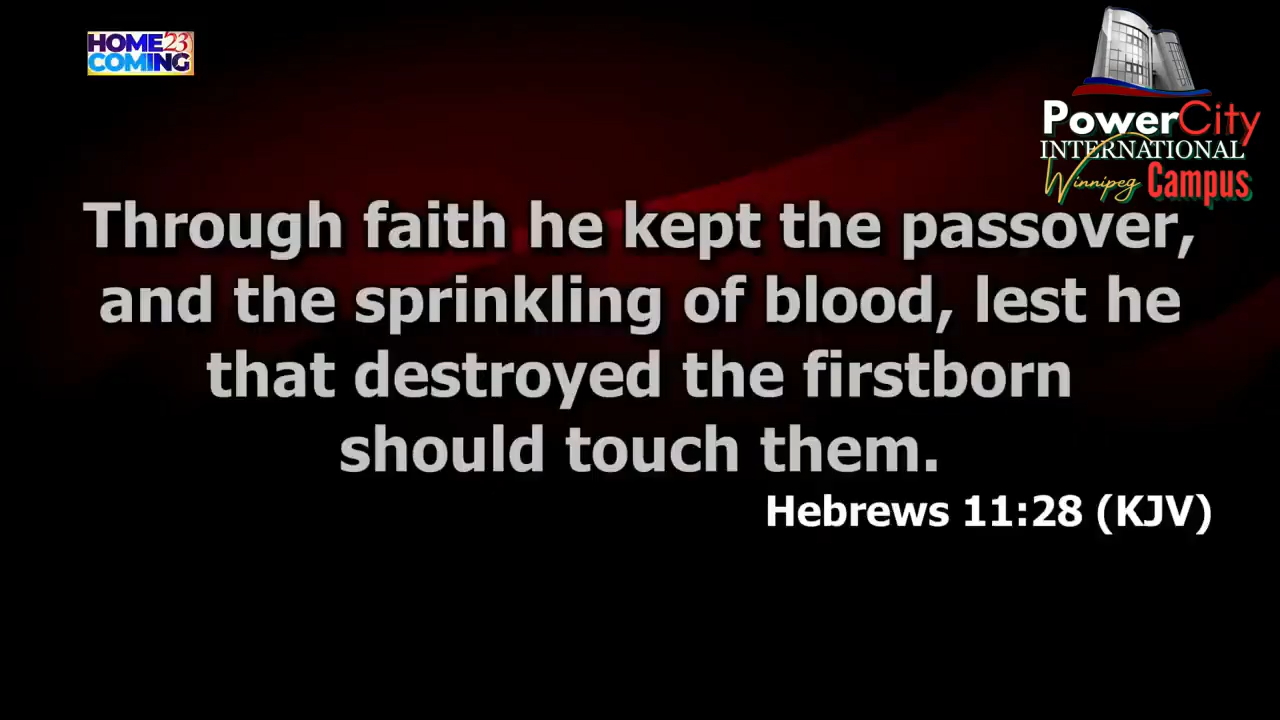 HOME23
COMING
PowerCity
INTERNATIONAL
Winnipeg Campus
Through faith he kept the passover,
and the sprinkling of blood, lest he
that destroyed the firstborn
should touch them.
Hebrews 11:28 (KJV)